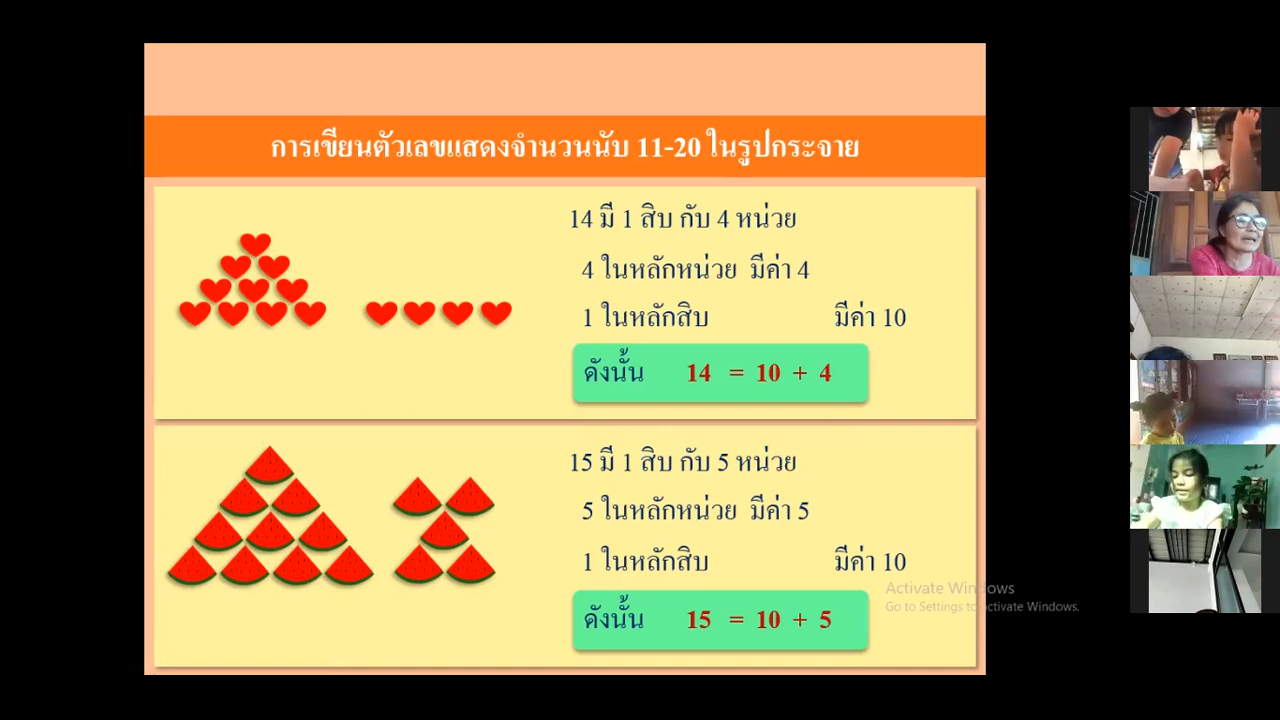 การเขียนตัวเลขแสดงจำนวนนับ 11-20 ในรูปกระจาย
14 มี 1 สิบ กับ 4 หน่วย
4 ในหลักหน่วย มีค่า 4
1 ในหลักสิบ มีค่า 10
ดังนั้น 14 = 10 + 4
15 มี 1 สิบ กับ 5 หน่วย
5 ในหลักหน่วย มีค่า 5
1 ในหลักสิบ มีค่า 10
ดังนั้น 15 = 10 + 5
Activate Windows
Go to Settings to activate Windows.